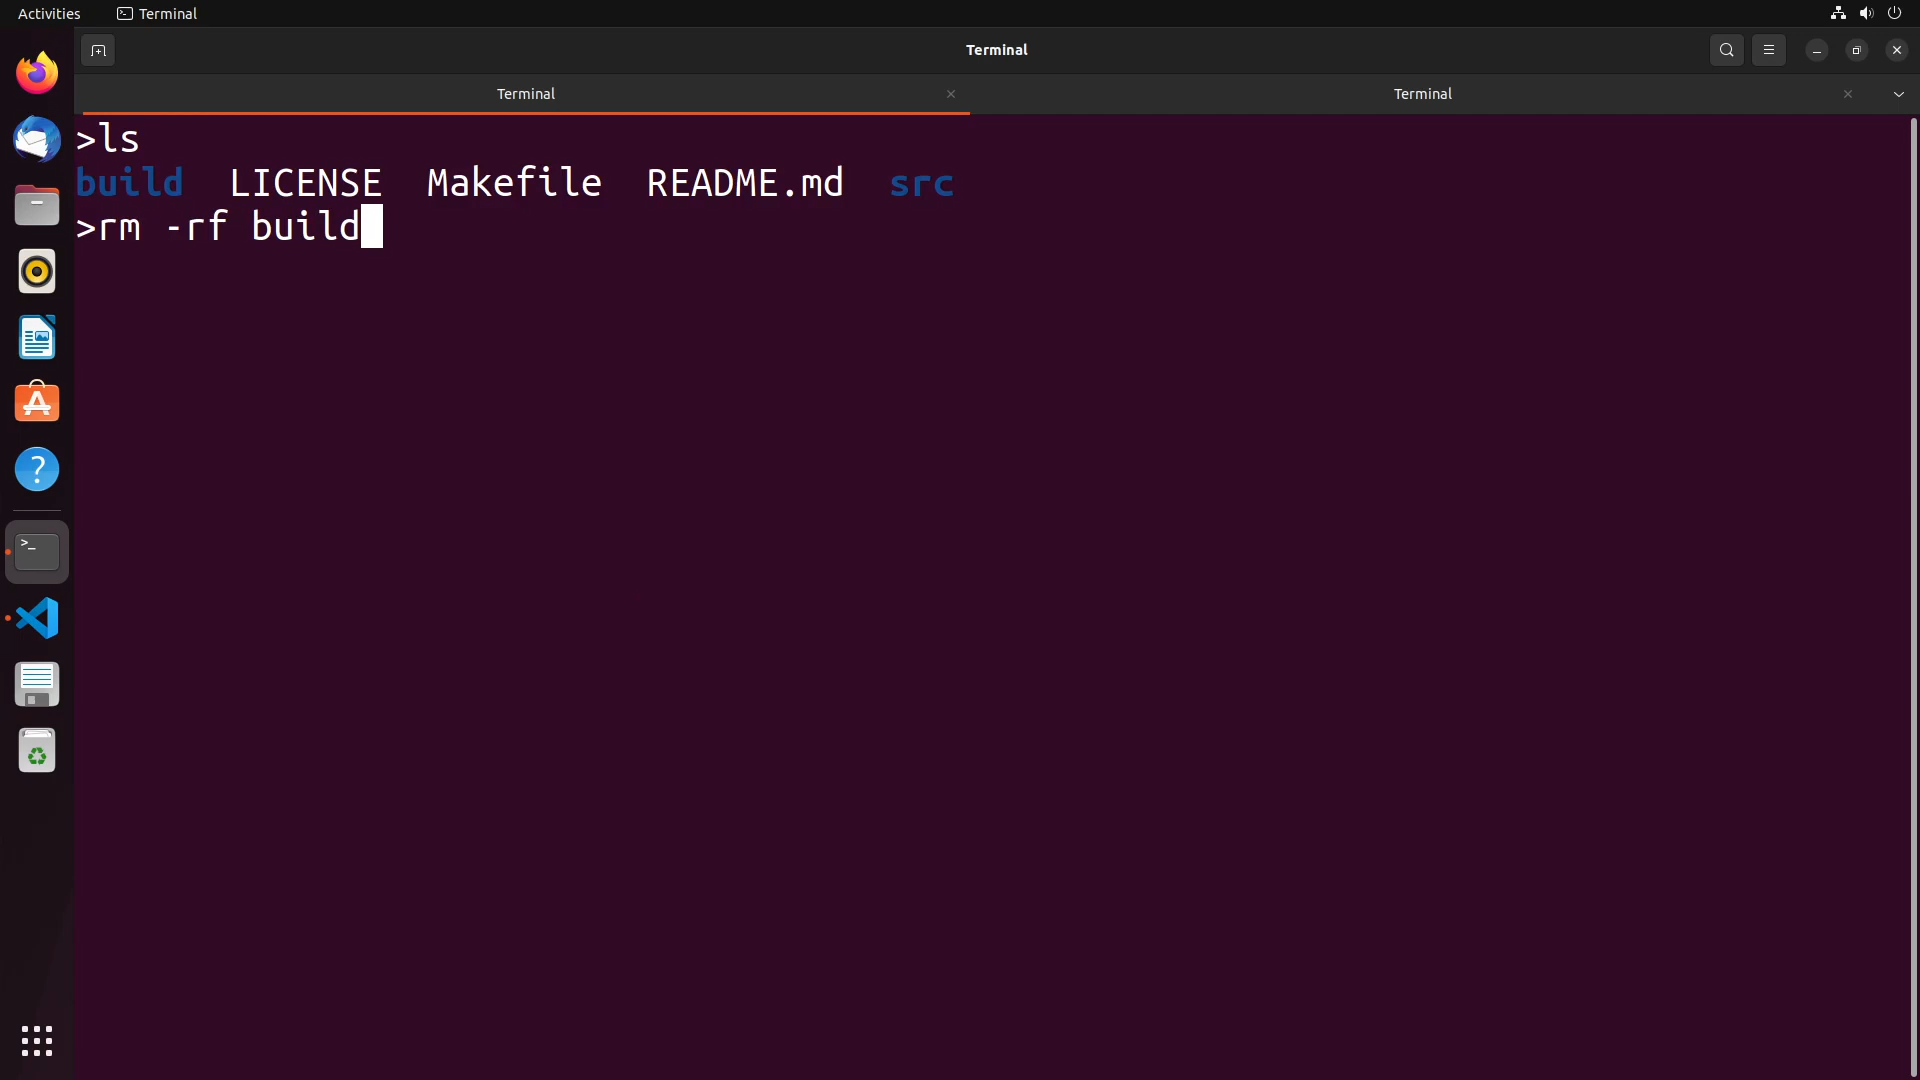 Activities Terminal
Terminal
Terminal Terminal
>ls
build LICENSE Makefile README.md src
>rm -rf build